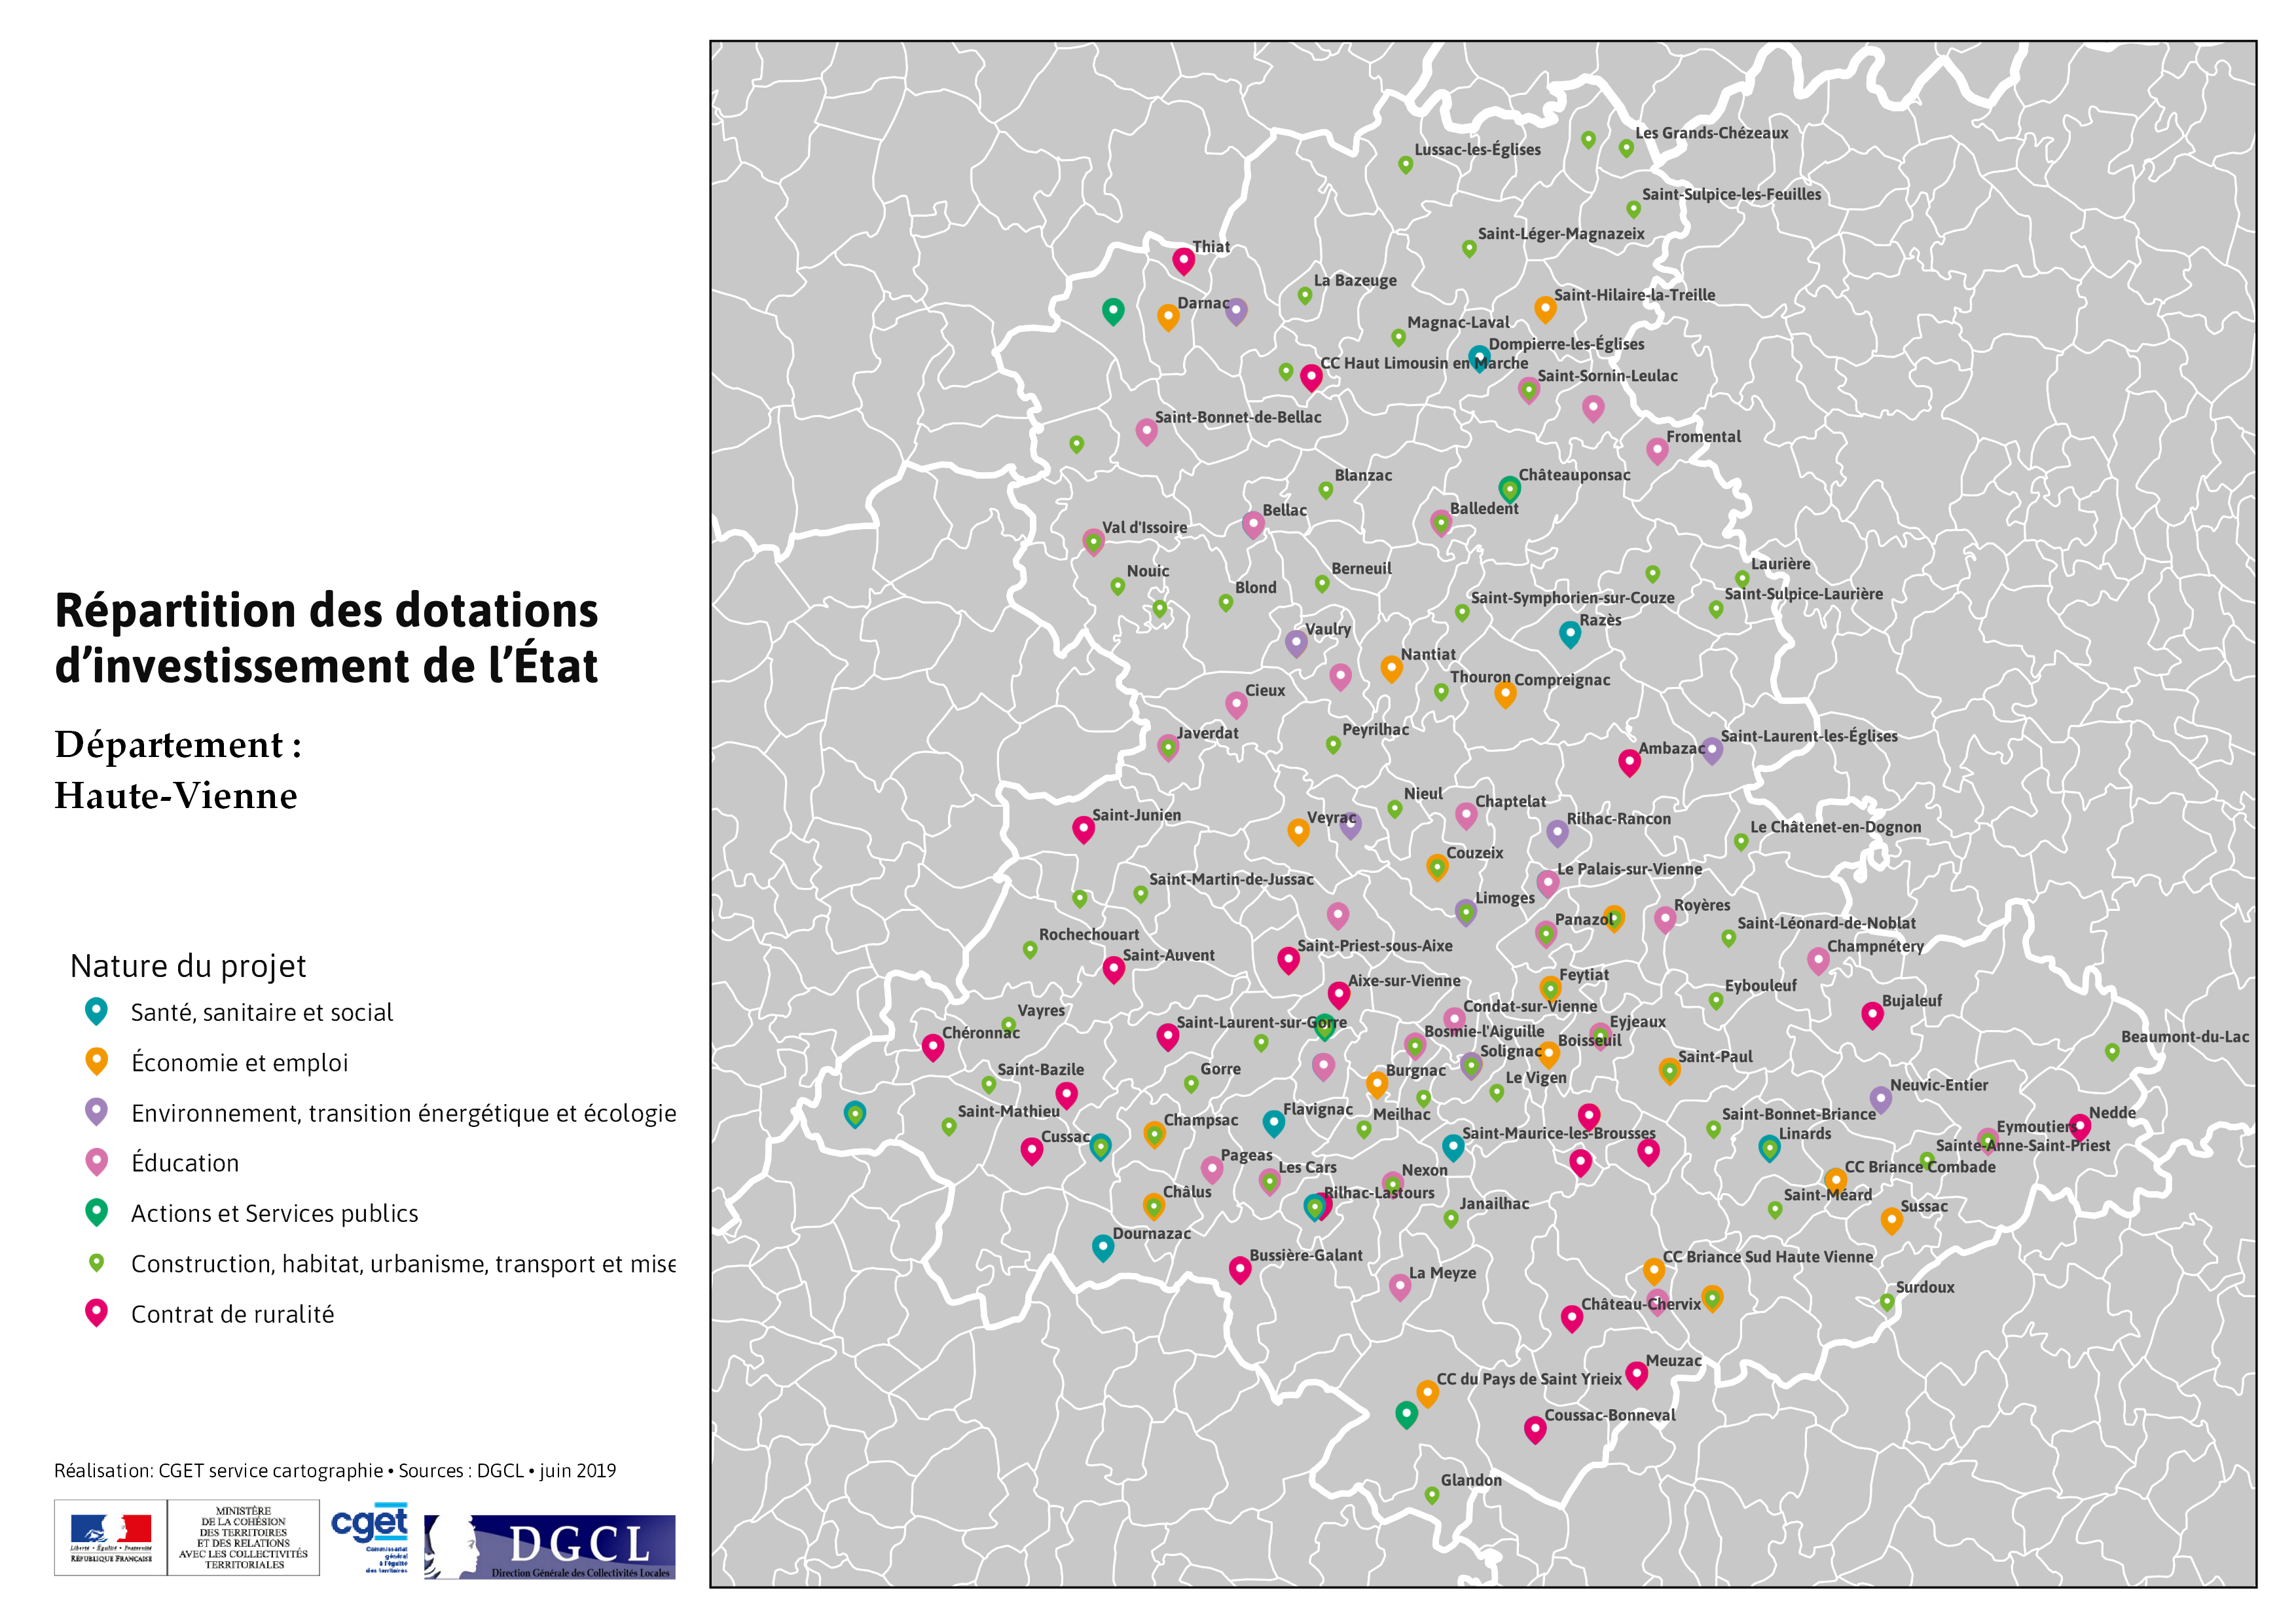 Répartition des dotations
d’investissement de l’État
Département :
Haute-Vienne
Nature du projet
Santé, sanitaire et social
Économie et emploi
Environnement, transition énergétique et écologie
Éducation
Actions et Services publics
Construction, habitat, urbanisme, transport et mise
Contrat de ruralité
Réalisation: CGET service cartographie • Sources : DGCL • juin 2019
Liberté • Égalité • Fraternité
RÉPUBLIQUE FRANÇAISE
MINISTÈRE
DE LA COHÉSION
DES TERRITOIRES
ET DES RELATIONS
AVEC LES COLLECTIVITÉS
TERRITORIALES
cget
Commissariat
général
à l'égalité
des territoires
DGCL
Direction Générale des Collectivités Locales
Les Grands-Chézeaux
Lussac-les-Églises
Saint-Sulpice-les-Feuilles
Saint-Léger-Magnazeix
Thiat
La Bazeuge
Saint-Hilaire-la-Treille
Darnac
Magnac-Laval
Dompierre-les-Églises
CC Haut Limousin en Marche
Saint-Sornin-Leulac
Saint-Bonnet-de-Bellac
Fromental
Blanzac
Châteauponsac
Balledent
Bellac
Val d'Issoire
Laurière
Berneuil
Nouic
Blond
Saint-Sulpice-Laurière
Saint-Symphorien-sur-Couze
Razès
Vaulry
Nantiat
Thouron
Compreignac
Cieux
Peyrilhac
Javerdat
Saint-Laurent-les-Églises
Ambazac
Nieul
Chaptelat
Saint-Junien
Veyrac
Rilhac-Rancon
Le Châtenet-en-Dognon
Couzeix
Le Palais-sur-Vienne
Saint-Martin-de-Jussac
Limoges
Royères
Panazol
Saint-Léonard-de-Noblat
Rochechouart
Saint-Priest-sous-Aixe
Champnétery
Saint-Auvent
Feytiat
Aixe-sur-Vienne
Eybouleuf
Bujaleuf
Condat-sur-Vienne
Vayres
Saint-Laurent-sur-Gorre
Eyjeaux
Bosmie-l'Aiguille
Chéronnac
Boisseuil
Beaumont-du-Lac
Solignac
Saint-Paul
Saint-Bazile
Gorre
Burgnac
Le Vigen
Neuvic-Entier
Saint-Mathieu
Flavignac
Meilhac
Saint-Bonnet-Briance
Nedde
Champsac
Eymoutiers
Cussac
Saint-Maurice-les-Brousses
Linards
Sainte-Anne-Saint-Priest
Pageas
Les Cars
Nexon
CC Briance Combade
Châlus
Rilhac-Lastours
Saint-Méard
Janailhac
Sussac
Dournazac
Bussière-Galant
CC Briance Sud Haute Vienne
La Meyze
Surdoux
Château-Chervix
Meuzac
CC du Pays de Saint Yrieix
Coussac-Bonneval
Glandon